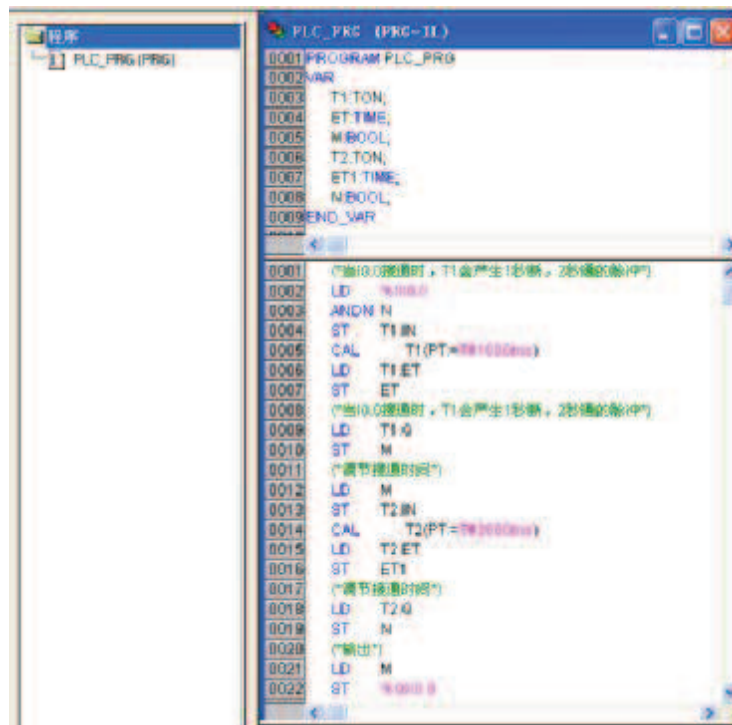 程序
PLC_PRG (PRG)
PLC_PRG (PRG-IL)
0001 PROGRAM PLC_PRG
0002 VAR
0003 T1:TON;
0004 ET:TIME;
0005 M:BOOL;
0006 T2:TON;
0007 ET1:TIME;
0008 N:BOOL;
0009 END_VAR
0001 (*当I0.0接通时，T1会产生1秒断，2秒通的脉冲*)
0002 LD
0003 ANDN N
0004 ST T1.IN
0005 CAL T1(PT:=T#1000ms)
0006 LD T1.ET
0007 ST ET
0008 (*当I0.0接通时，T1会产生1秒断，2秒通的脉冲*)
0009 LD T1.Q
0010 ST M
0011 (*调节接通时间*)
0012 LD M
0013 ST T2.IN
0014 CAL T2(PT:=T#2000ms)
0015 LD T2.ET
0016 ST ET1
0017 (*调节接通时间*)
0018 LD T2.Q
0019 ST N
0020 (*输出*)
0021 LD M
0022 ST